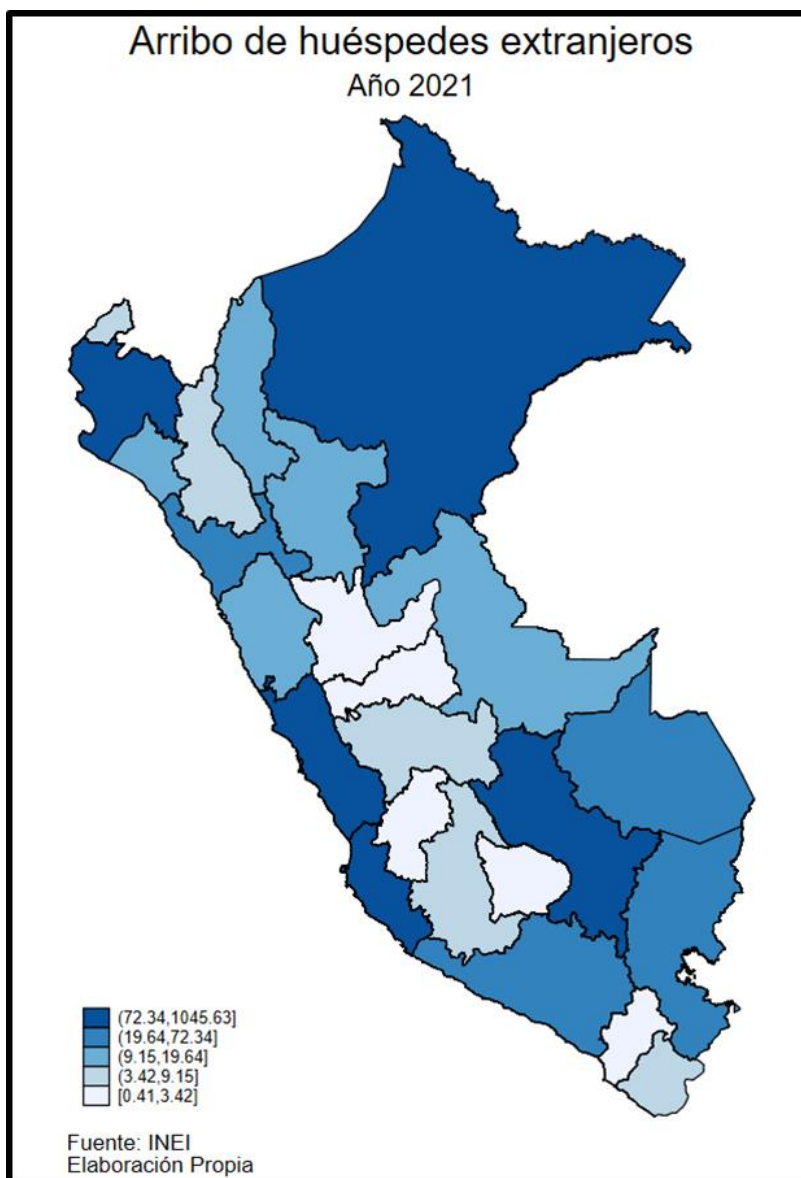 Arribo de huéspedes extranjeros
Año 2021
(72.34,1045.63]
(19.64,72.34]
(9.15,19.64]
(3.42,9.15]
[0.41,3.42]
Fuente: INEI
Elaboración Propia